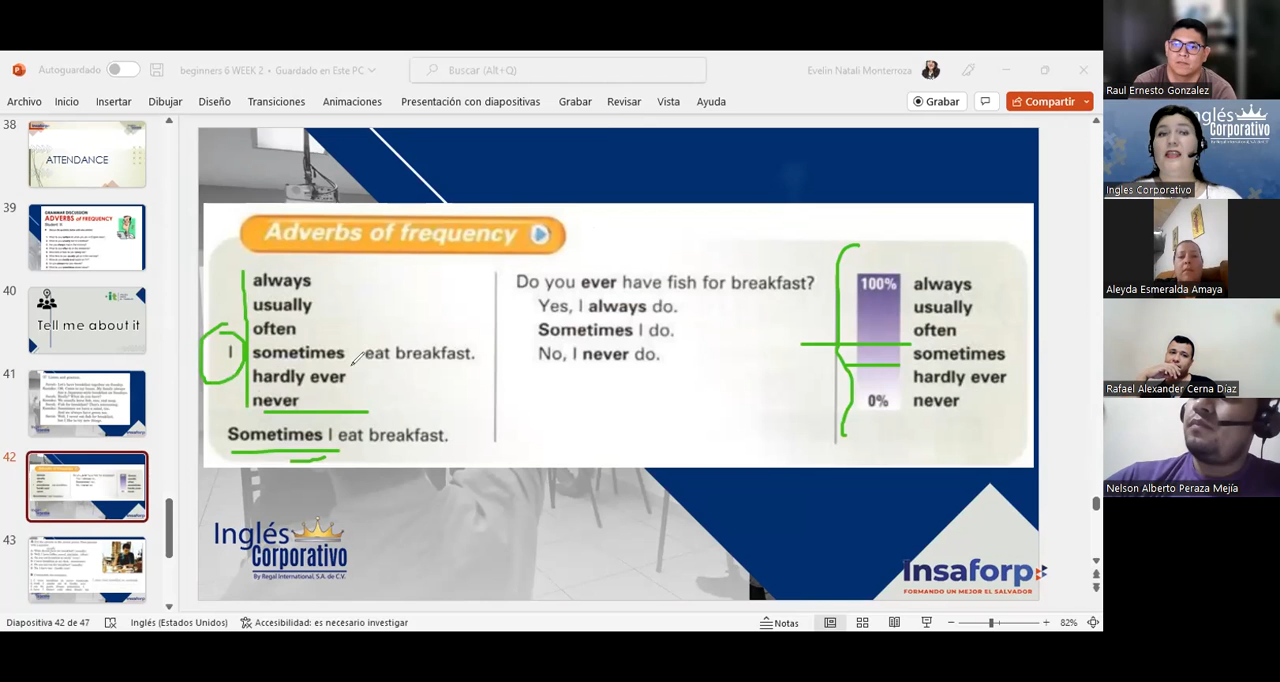 Autoguardado
beginners 6 WEEK 2 • Guardado en Este PC
Buscar (Alt+Q)
Evelin Natali Monterroza
Archivo Inicio Insertar Dibujar Diseño Transiciones Animaciones Presentación con diapositivas Grabar Revisar Vista Ayuda
Grabar
Compartir
38
ATTENDANCE
39
ADVERBS of FREQUENCY
40
Tell me about it
41
42
43
Adverbs of frequency
always
usually
often
I sometimes eat breakfast.
hardly ever
never
Sometimes I eat breakfast.
Do you ever have fish for breakfast?
Yes, I always do.
Sometimes I do.
No, I never do.
100% always
usually
often
sometimes
hardly ever
0% never
Inglés
Corporativo
By Regal International, S.A. de C.V.
Insaforp
FORMANDO UN MEJOR EL SALVADOR
Diapositiva 42 de 47
Inglés (Estados Unidos)
Accesibilidad: es necesario investigar
Notas
82%
Raul Ernesto Gonzalez
Inglés
Corporativo
Ingles Corporativo
Aleyda Esmeralda Amaya
Rafael Alexander Cerna Díaz
Nelson Alberto Peraza Mejía